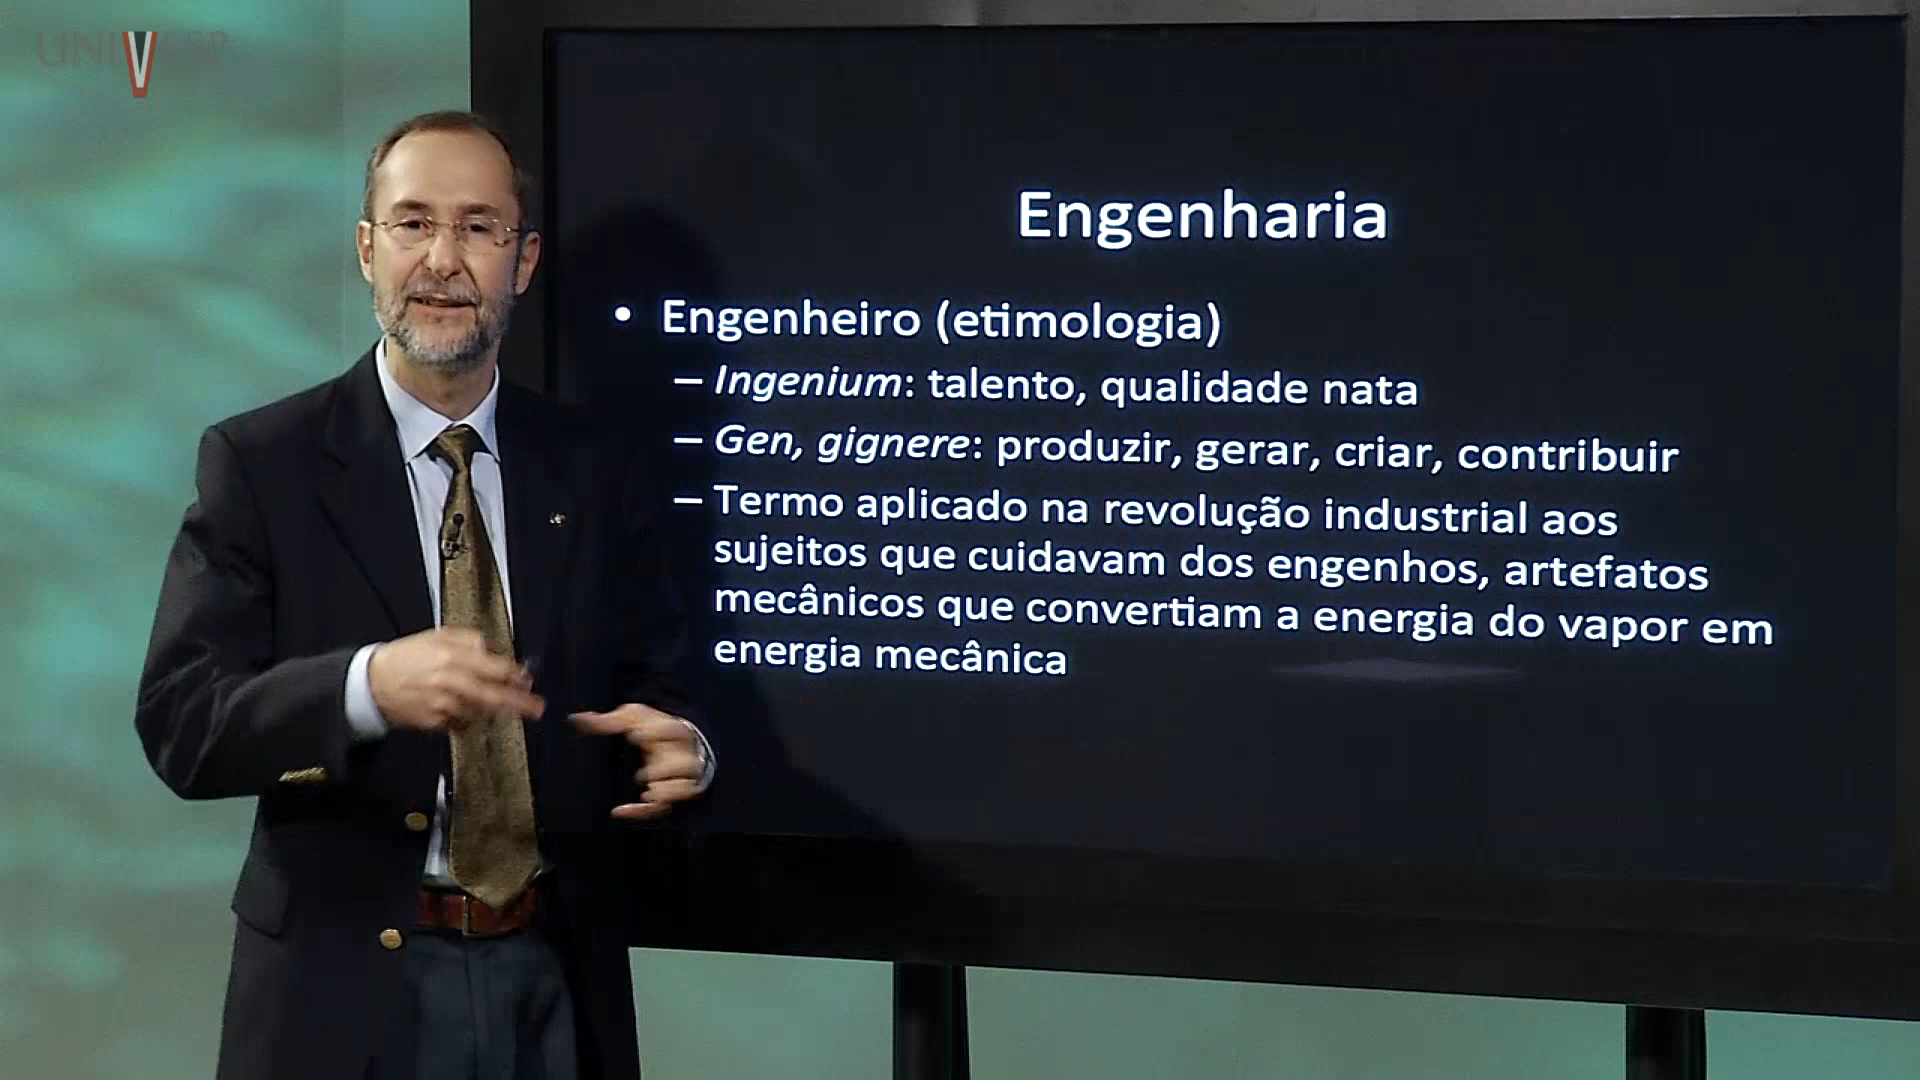 UNIVESP
Engenharia
• Engenheiro (etimologia)
– Ingenium: talento, qualidade nata
– Gen, gignere: produzir, gerar, criar, contribuir
– Termo aplicado na revolução industrial aos
sujeitos que cuidavam dos engenhos, artefatos
mecânicos que convertiam a energia do vapor em
energia mecânica